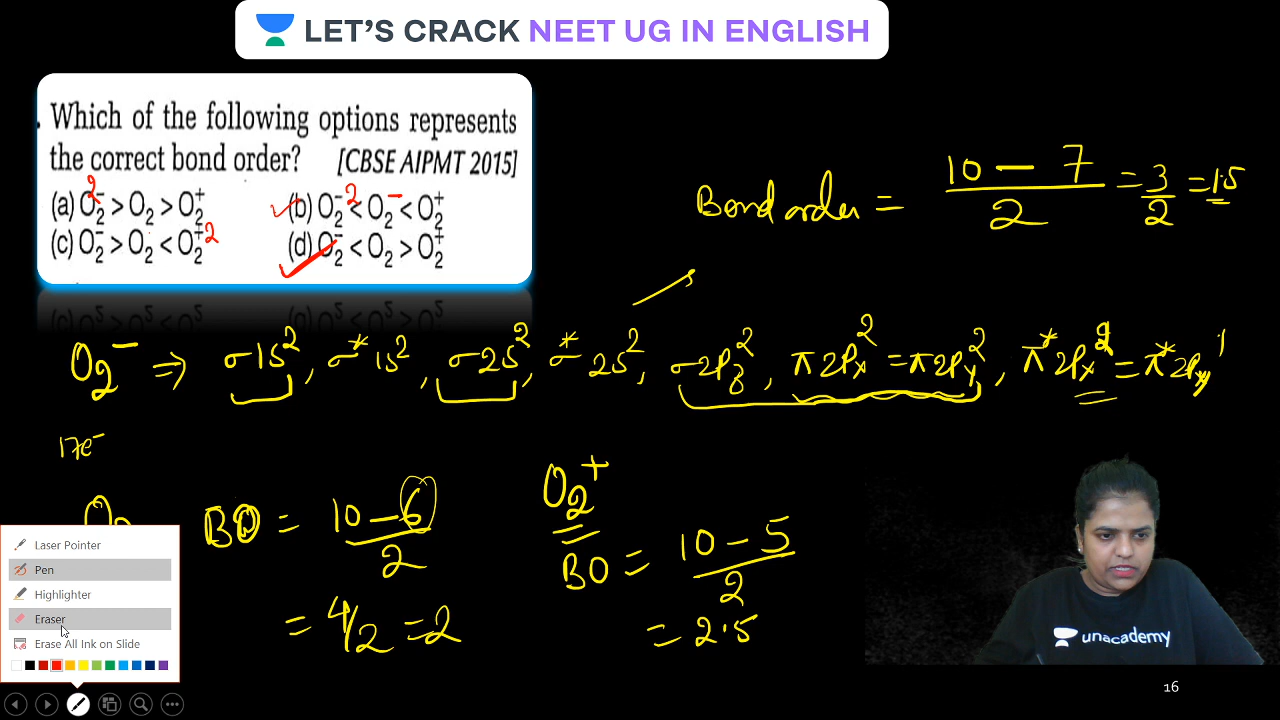 LET'S CRACK NEET UG IN ENGLISH
Which of the following options represents
the correct bond order? [CBSE AIPMT 2015]
(a) O₂⁻ > O₂ > O₂⁺ (b) O₂⁻ < O₂ < O₂⁺
2 2 −
(c) O₂⁻ > O₂ < O₂⁺ (d) O₂⁻ < O₂ > O₂⁺
2
Bond order = (10 − 7)/2 = 3/2 = 1.5
O₂⁻ ⇒ σ1s², σ*1s², σ2s², σ*2s², σ2Pz², π2Px² = π2Py², π*2Px² = π*2Py¹
17e⁻
O₂ BO = (10 − 6)/2
= 4/2 = 2
O₂⁺
BO = (10 − 5)/2
= 2.5
Laser Pointer
Pen
Highlighter
Eraser
Erase All Ink on Slide
unacademy
16